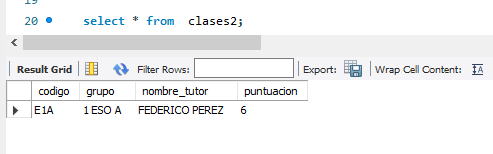 19
20 select * from clases2;
Result Grid Filter Rows: Export: Wrap Cell Content:
codigo grupo nombre_tutor puntuacion
E1A 1 ESO A FEDERICO PEREZ 6